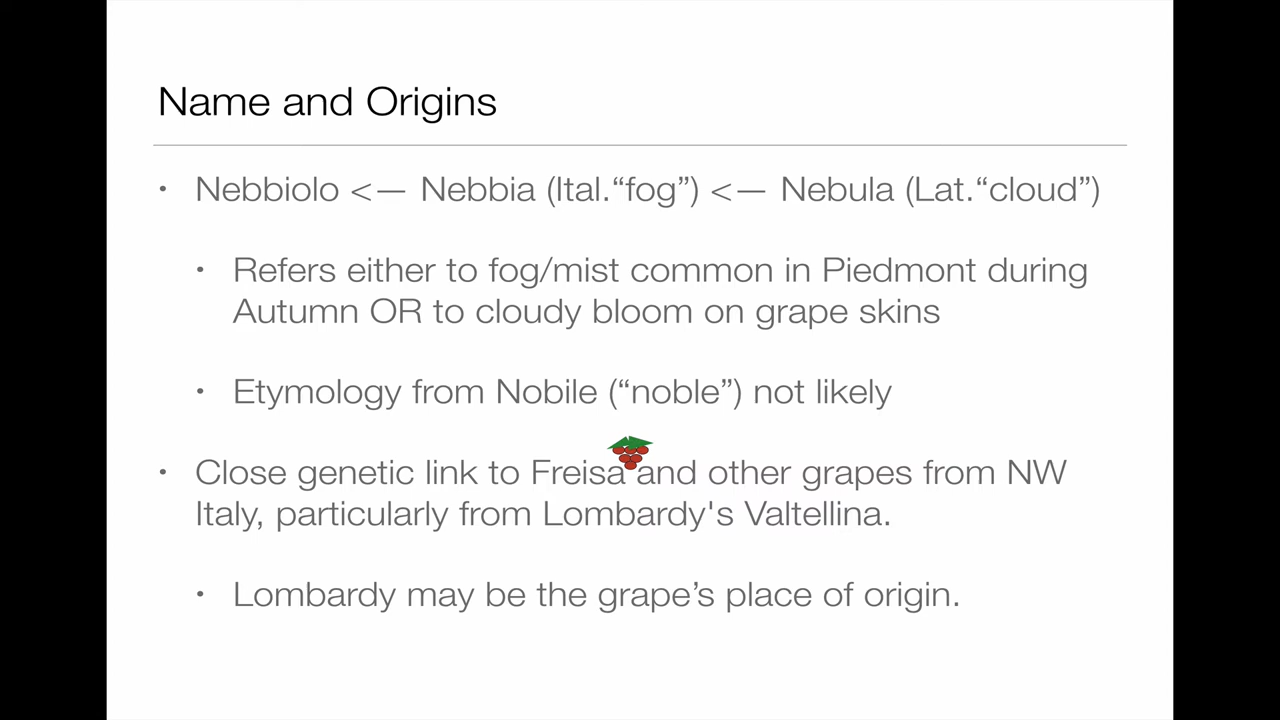 Name and Origins
• Nebbiolo <— Nebbia (Ital.“fog”) <— Nebula (Lat.“cloud”)
• Refers either to fog/mist common in Piedmont during
Autumn OR to cloudy bloom on grape skins
• Etymology from Nobile (“noble”) not likely
• Close genetic link to Freisa and other grapes from NW
Italy, particularly from Lombardy's Valtellina.
• Lombardy may be the grape’s place of origin.